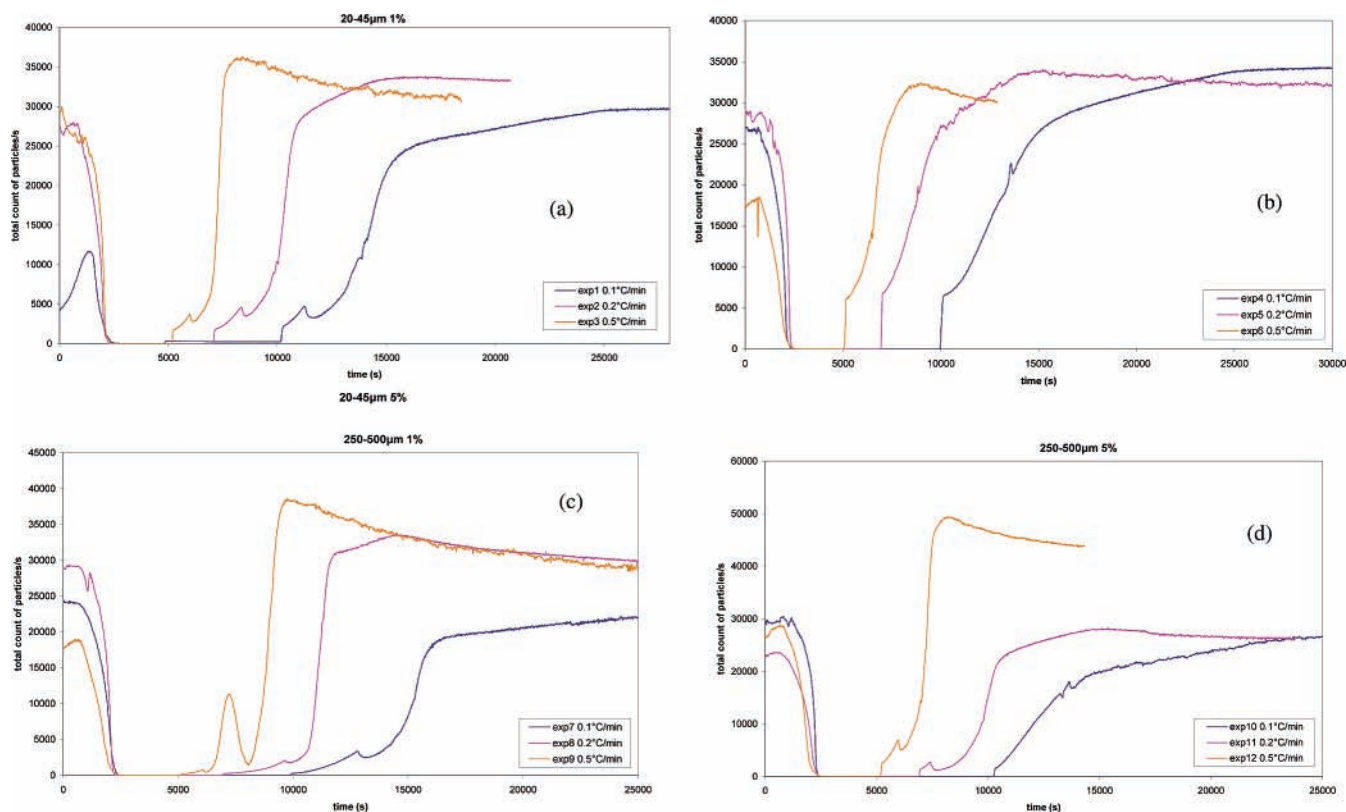 20-45µm 1%
40000
35000
30000
25000
20000
15000
10000
5000
0
total count of particles/s
0 5000 10000 15000 20000 25000
time (s)
(a)
exp1 0.1°C/min
exp2 0.2°C/min
exp3 0.5°C/min
20-45µm 5%
40000
35000
30000
25000
20000
15000
10000
5000
0
total count of particles/s
0 5000 10000 15000 20000 25000 30000
time (s)
(b)
exp4 0.1°C/min
exp5 0.2°C/min
exp6 0.5°C/min
250-500µm 1%
45000
40000
35000
30000
25000
20000
15000
10000
5000
0
total count of particles/s
0 5000 10000 15000 20000 25000
time (s)
(c)
exp7 0.1°C/min
exp8 0.2°C/min
exp9 0.5°C/min
250-500µm 5%
60000
50000
40000
30000
20000
10000
0
total count of particles/s
0 5000 10000 15000 20000 25000
time (s)
(d)
exp10 0.1°C/min
exp11 0.2°C/min
exp12 0.5°C/min